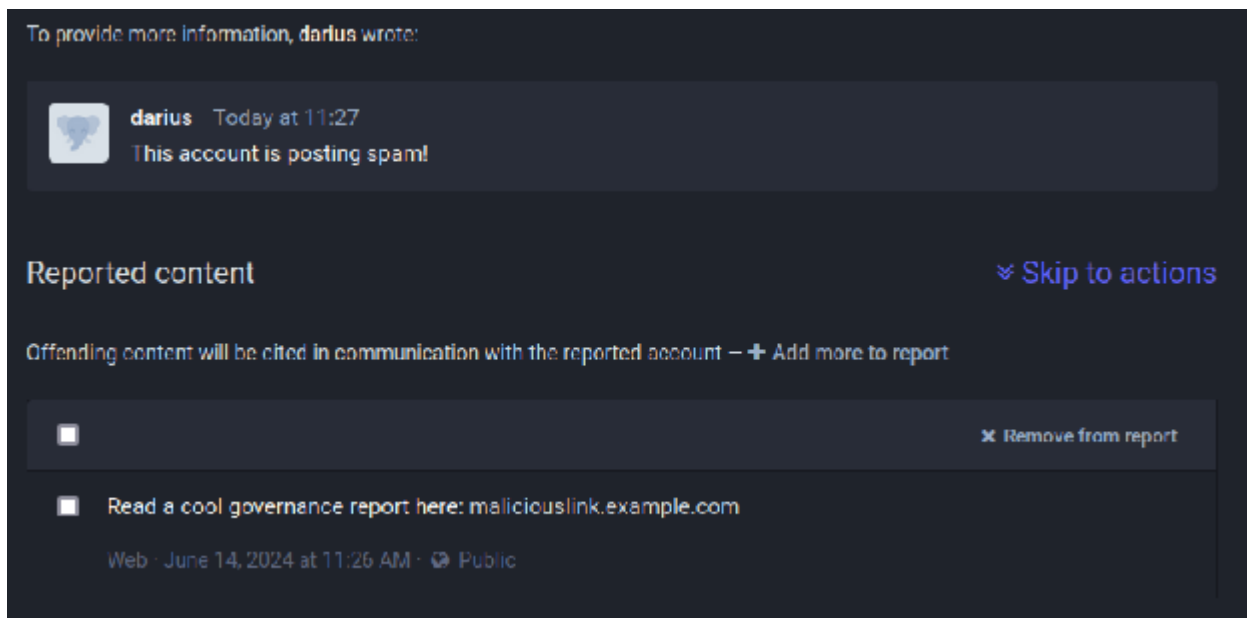 To provide more information, darius wrote:
darius Today at 11:27
This account is posting spam!
Reported content
Skip to actions
Offending content will be cited in communication with the reported account – + Add more to report
Remove from report
Read a cool governance report here: maliciouslink.example.com
Web · June 14, 2024 at 11:26 AM · Public